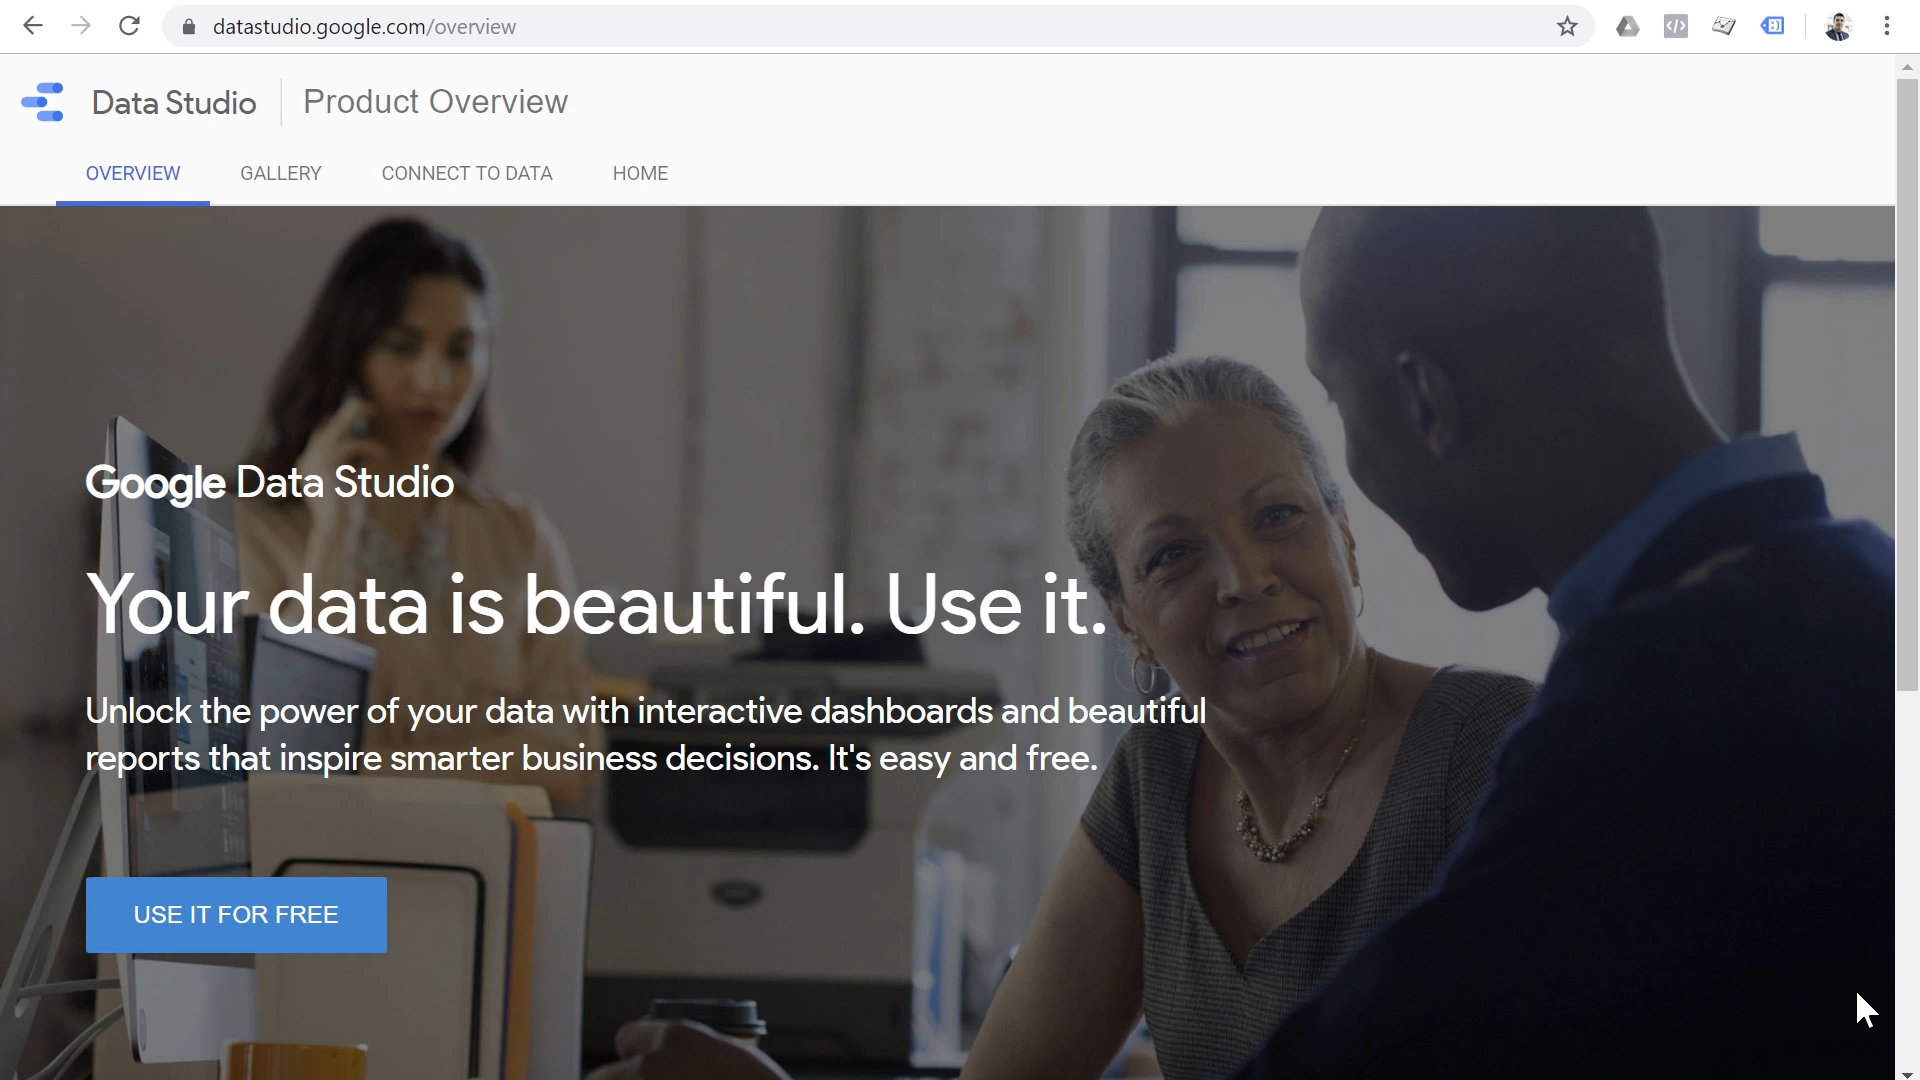 datastudio.google.com/overview
Data Studio
Product Overview
OVERVIEW
GALLERY
CONNECT TO DATA
HOME
Google Data Studio
Your data is beautiful. Use it.
Unlock the power of your data with interactive dashboards and beautiful
reports that inspire smarter business decisions. It's easy and free.
USE IT FOR FREE